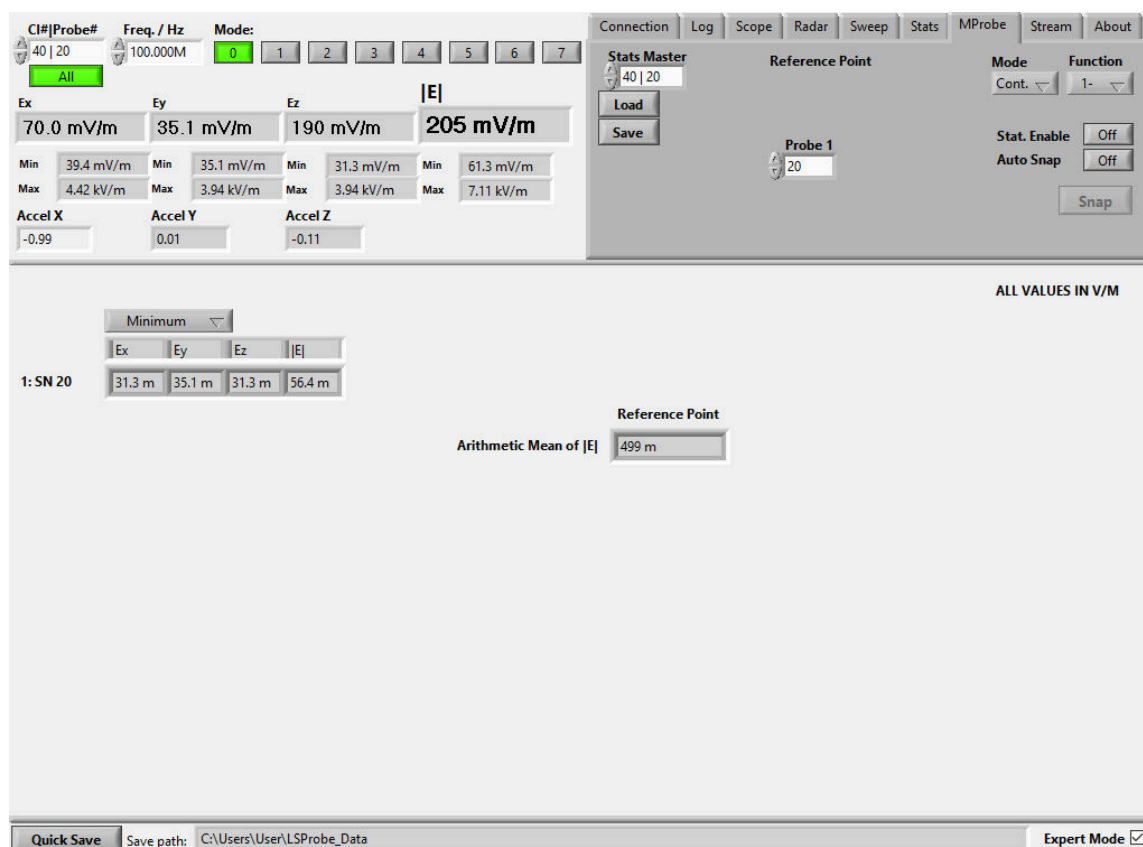 CI#|Probe# Freq. / Hz Mode:
40 | 20 100.000M 0 1 2 3 4 5 6 7
All
Ex Ey Ez |E|
70.0 mV/m 35.1 mV/m 190 mV/m 205 mV/m
Min 39.4 mV/m Min 35.1 mV/m Min 31.3 mV/m Min 61.3 mV/m
Max 4.42 kV/m Max 3.94 kV/m Max 3.94 kV/m Max 7.11 kV/m
Accel X Accel Y Accel Z
-0.99 0.01 -0.11
Connection Log Scope Radar Sweep Stats MProbe Stream About
Stats Master Reference Point Mode Function
40 | 20 Cont. 1-
Load
Save Stat. Enable Off
Probe 1 Auto Snap Off
20
Snap
ALL VALUES IN V/M
Minimum
Ex Ey Ez |E|
1: SN 20 31.3 m 35.1 m 31.3 m 56.4 m
Reference Point
Arithmetic Mean of |E| 499 m
Quick Save Save path: C:\Users\User\LSProbe_Data Expert Mode